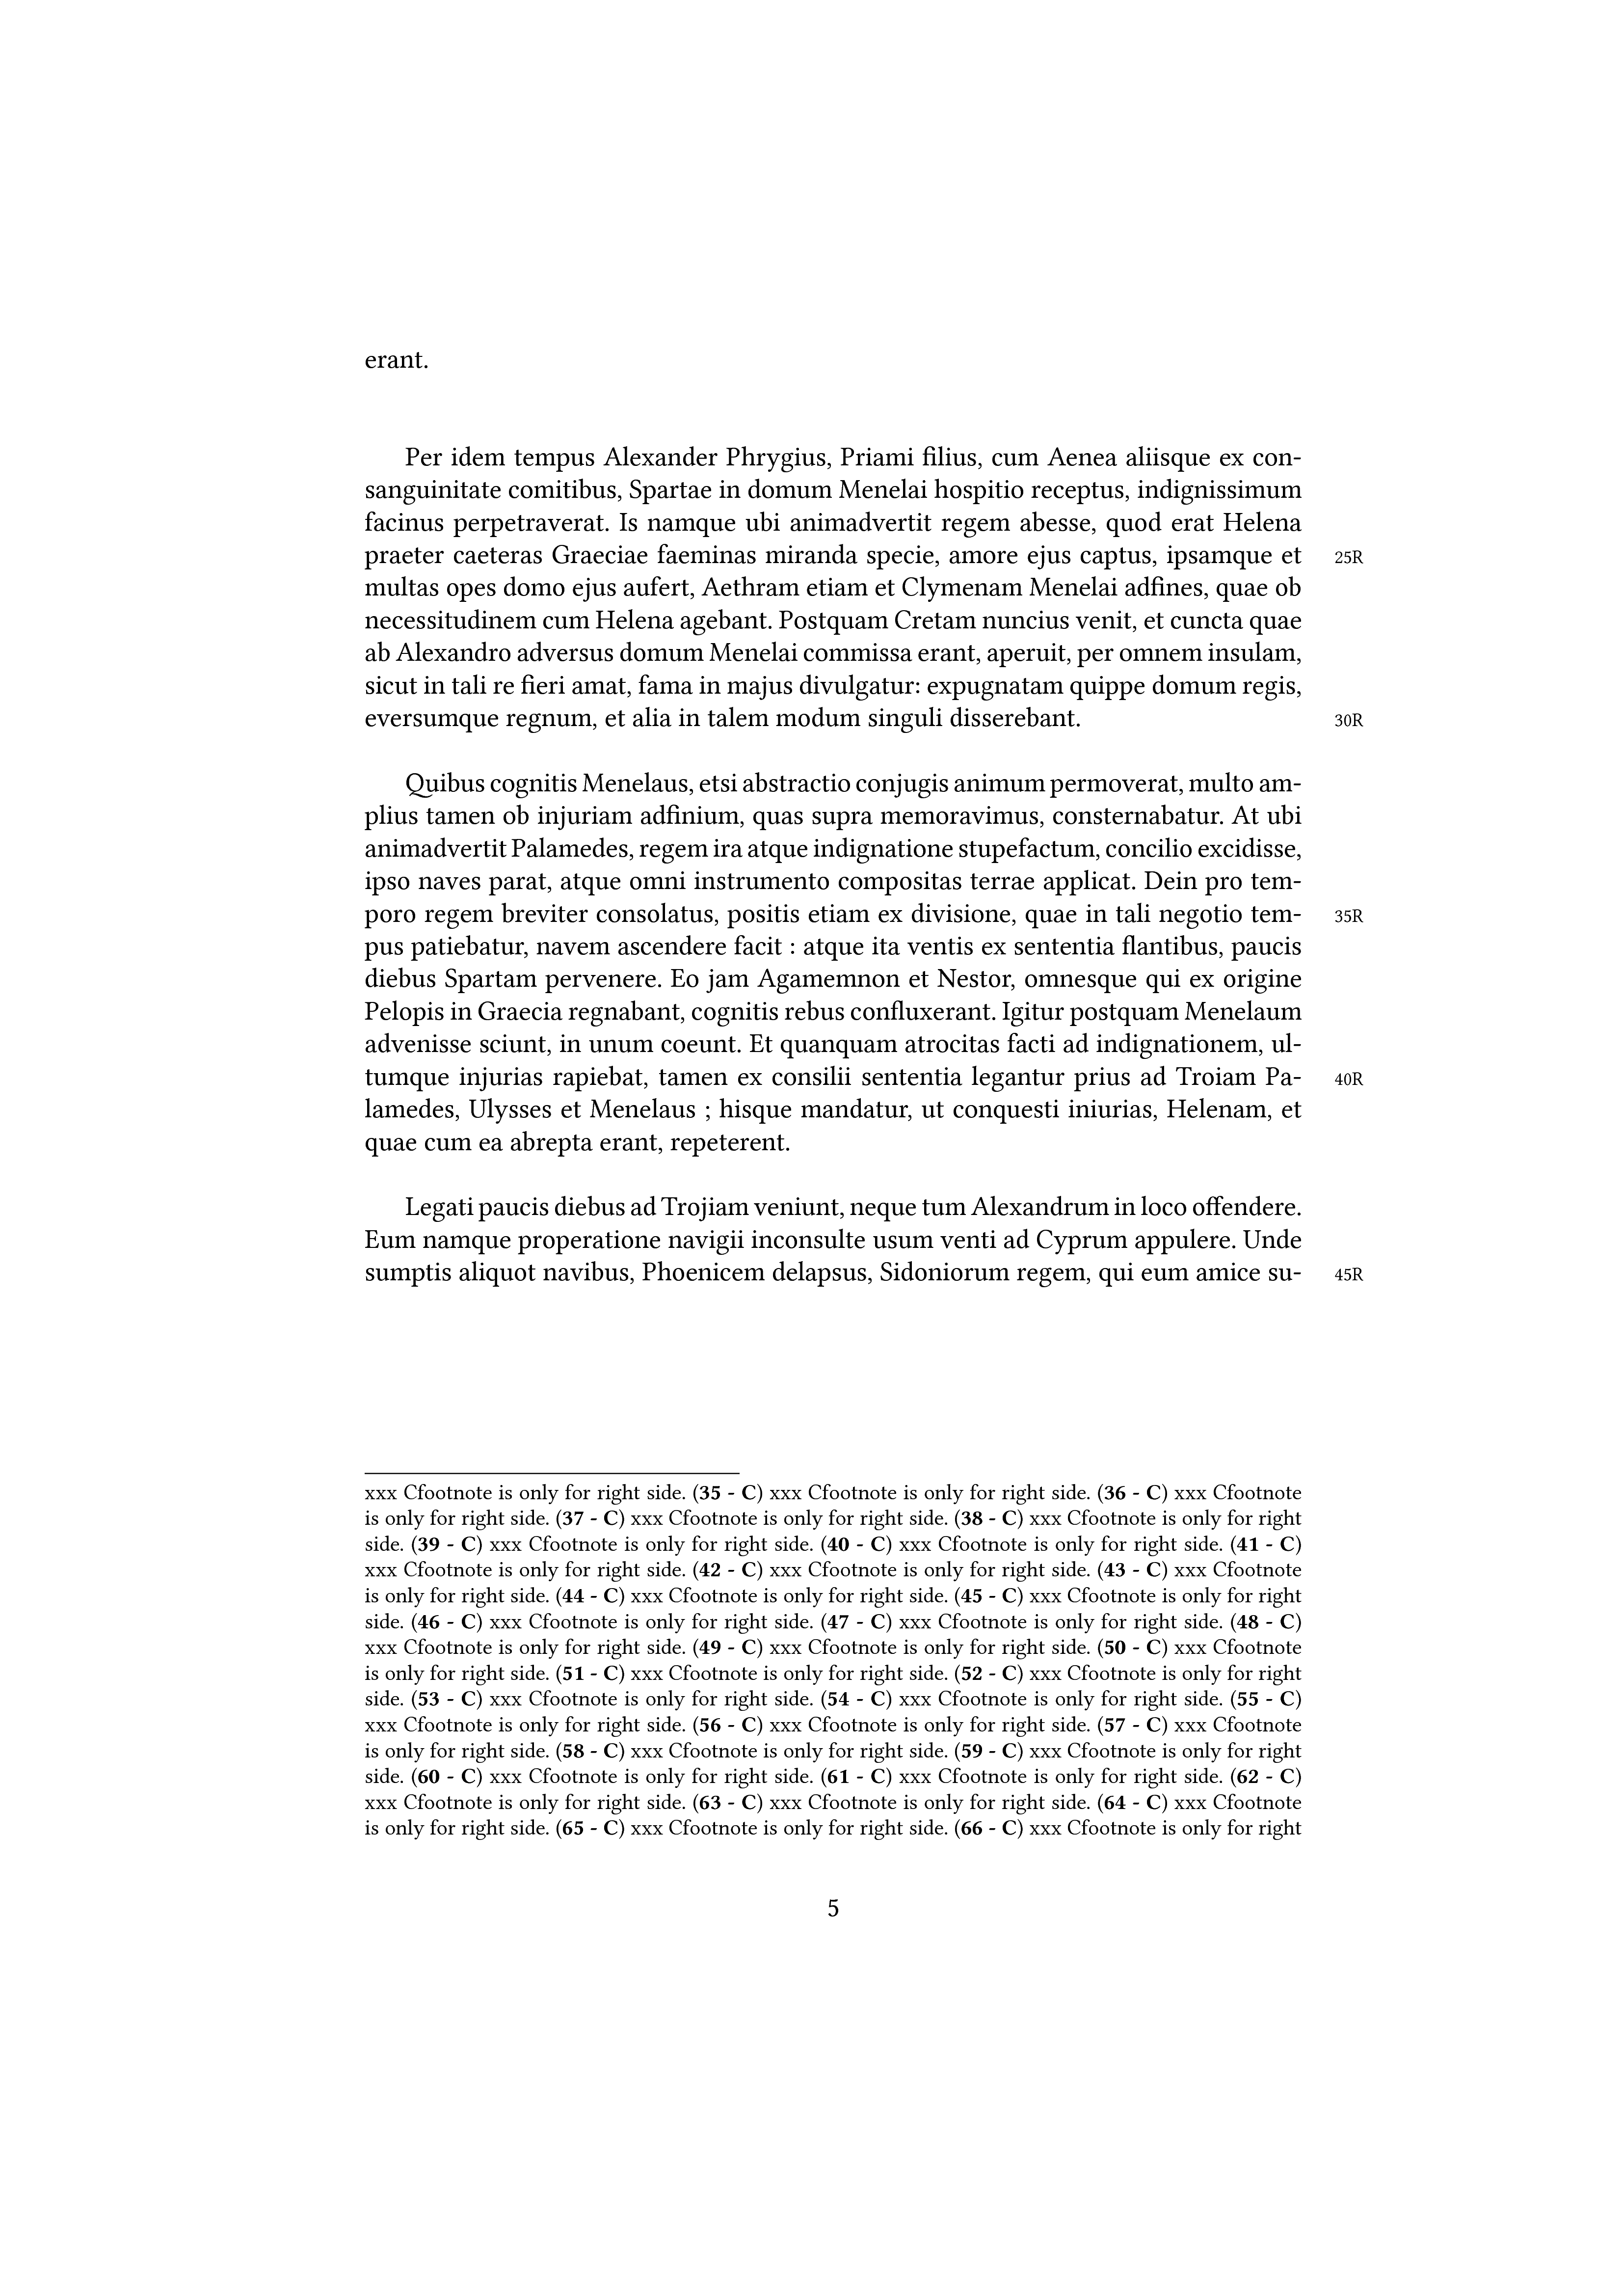 erant.
Per idem tempus Alexander Phrygius, Priami filius, cum Aenea aliisque ex con-
sanguinitate comitibus, Spartae in domum Menelai hospitio receptus, indignissimum
facinus perpetraverat. Is namque ubi animadvertit regem abesse, quod erat Helena
praeter caeteras Graeciae faeminas miranda specie, amore ejus captus, ipsamque et 25R
multas opes domo ejus aufert, Aethram etiam et Clymenam Menelai adfines, quae ob
necessitudinem cum Helena agebant. Postquam Cretam nuncius venit, et cuncta quae
ab Alexandro adversus domum Menelai commissa erant, aperuit, per omnem insulam,
sicut in tali re fieri amat, fama in majus divulgatur: expugnatam quippe domum regis,
eversumque regnum, et alia in talem modum singuli disserebant. 30R
Quibus cognitis Menelaus, etsi abstractio conjugis animum permoverat, multo am-
plius tamen ob injuriam adfinium, quas supra memoravimus, consternabatur. At ubi
animadvertit Palamedes, regem ira atque indignatione stupefactum, concilio excidisse,
ipso naves parat, atque omni instrumento compositas terrae applicat. Dein pro tem-
poro regem breviter consolatus, positis etiam ex divisione, quae in tali negotio tem- 35R
pus patiebatur, navem ascendere facit : atque ita ventis ex sententia flantibus, paucis
diebus Spartam pervenere. Eo jam Agamemnon et Nestor, omnesque qui ex origine
Pelopis in Graecia regnabant, cognitis rebus confluxerant. Igitur postquam Menelaum
advenisse sciunt, in unum coeunt. Et quanquam atrocitas facti ad indignationem, ul-
tumque injurias rapiebat, tamen ex consilii sententia legantur prius ad Troiam Pa- 40R
lamedes, Ulysses et Menelaus ; hisque mandatur, ut conquesti iniurias, Helenam, et
quae cum ea abrepta erant, repeterent.
Legati paucis diebus ad Trojiam veniunt, neque tum Alexandrum in loco offendere.
Eum namque properatione navigii inconsulte usum venti ad Cyprum appulere. Unde
sumptis aliquot navibus, Phoenicem delapsus, Sidoniorum regem, qui eum amice su- 45R
xxx Cfootnote is only for right side. (35 - C) xxx Cfootnote is only for right side. (36 - C) xxx Cfootnote
is only for right side. (37 - C) xxx Cfootnote is only for right side. (38 - C) xxx Cfootnote is only for right
side. (39 - C) xxx Cfootnote is only for right side. (40 - C) xxx Cfootnote is only for right side. (41 - C)
xxx Cfootnote is only for right side. (42 - C) xxx Cfootnote is only for right side. (43 - C) xxx Cfootnote
is only for right side. (44 - C) xxx Cfootnote is only for right side. (45 - C) xxx Cfootnote is only for right
side. (46 - C) xxx Cfootnote is only for right side. (47 - C) xxx Cfootnote is only for right side. (48 - C)
xxx Cfootnote is only for right side. (49 - C) xxx Cfootnote is only for right side. (50 - C) xxx Cfootnote
is only for right side. (51 - C) xxx Cfootnote is only for right side. (52 - C) xxx Cfootnote is only for right
side. (53 - C) xxx Cfootnote is only for right side. (54 - C) xxx Cfootnote is only for right side. (55 - C)
xxx Cfootnote is only for right side. (56 - C) xxx Cfootnote is only for right side. (57 - C) xxx Cfootnote
is only for right side. (58 - C) xxx Cfootnote is only for right side. (59 - C) xxx Cfootnote is only for right
side. (60 - C) xxx Cfootnote is only for right side. (61 - C) xxx Cfootnote is only for right side. (62 - C)
xxx Cfootnote is only for right side. (63 - C) xxx Cfootnote is only for right side. (64 - C) xxx Cfootnote
is only for right side. (65 - C) xxx Cfootnote is only for right side. (66 - C) xxx Cfootnote is only for right
5